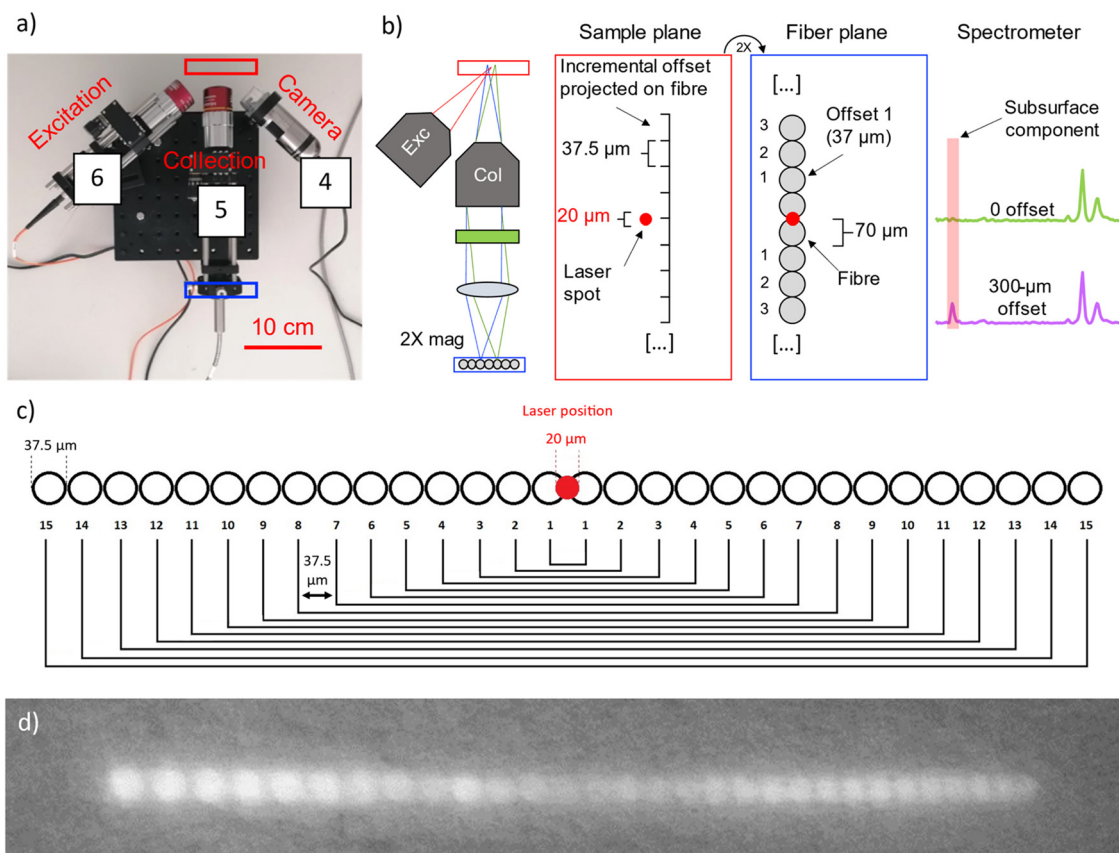 a)
Excitation
Camera
Collection
6
5
4
10 cm
b)
Exc
Col
2X mag
Sample plane
2X
Fiber plane
Spectrometer
Incremental offset
projected on fibre
37.5 µm
20 µm
Laser
spot
[...]
[...]
3
2
1
1
2
3
[...]
Offset 1
(37 µm)
70 µm
Fibre
Subsurface
component
0 offset
300-µm
offset
c)
Laser position
37.5 µm
20 µm
15 14 13 12 11 10 9 8 7 6 5 4 3 2 1 1 2 3 4 5 6 7 8 9 10 11 12 13 14 15
37.5
µm
d)